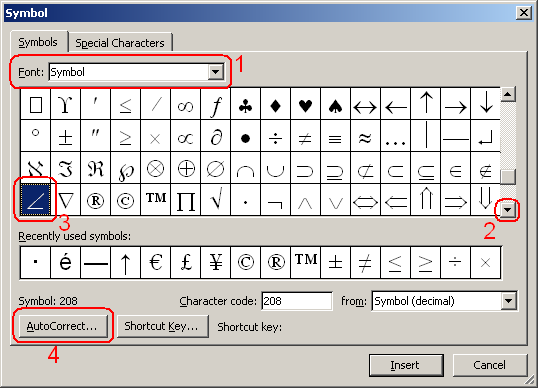 Symbol
Symbols Special Characters
Font: Symbol 1
□ ϒ ′ ≤ ⁄ ∞ ƒ ♣ ♦ ♥ ♠ ↔ ← ↑ → ↓
° ± ″ ≥ × ∝ ∂ • ÷ ≠ ≡ ≈ … | — ↵
ℵ ℑ ℜ ℘ ⊗ ⊕ ∅ ∩ ∪ ⊃ ⊇ ⊄ ⊂ ⊆ ∈ ∉
∠ ∇ ® © ™ ∏ √ ⋅ ¬ ∧ ∨ ⇔ ⇐ ⇑ ⇒ ⇓
3 2
Recently used symbols:
· é — ↑ € £ ¥ © ® ™ ± ≠ ≤ ≥ ÷ ×
Symbol: 208 Character code: 208 from: Symbol (decimal)
AutoCorrect... Shortcut Key... Shortcut key:
4
Insert Cancel